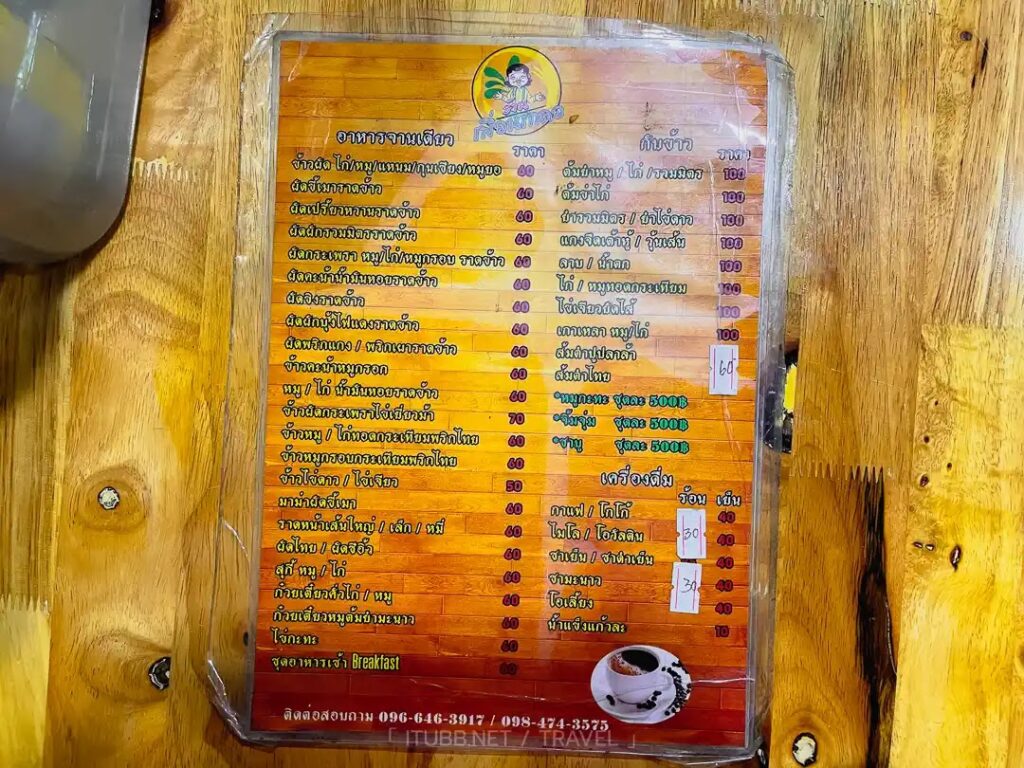 อาหารจานเดียว
ราคา
ข้าวผัด ไก่/หมู/แหนม/กุนเชียง/หมูยอ 60
ผัดขี้เมาราดข้าว 60
ผัดเปรี้ยวหวานราดข้าว 60
ผัดผักรวมมิตรราดข้าว 60
ผัดกระเพรา หมู/ไก่/หมูกรอบ ราดข้าว 60
ผัดคะน้าน้ำมันหอยราดข้าว 60
ผัดขิงราดข้าว 60
ผัดผักบุ้งไฟแดงราดข้าว 60
ผัดพริกแกง / พริกเผาราดข้าว 60
ข้าวคะน้าหมูกรอก 60
หมู / ไก่ น้ำมันหอยราดข้าว 60
ข้าวผัดกระเพราไข่เยี่ยวม้า 70
ข้าวหมู / ไก่ทอดกระเทียมพริกไทย 60
ข้าวหมูกรอบกระเทียมพริกไทย 60
ข้าวไข่ดาว / ไข่เจียว 50
มาม่าผัดขี้เมา 60
ราดหน้าเส้นใหญ่ / เล็ก / หมี่ 60
ผัดไทย / ผัดซีอิ้ว 60
สุกี้ หมู / ไก่ 60
ก๋วยเตี๋ยวคั่วไก่ / หมู 60
ก๋วยเตี๋ยวหมูต้มยำมะนาว 60
ไข่กะทะ 60
ชุดอาหารเช้า Breakfast
กับข้าว
ราคา
ต้มยำหมู / ไก่ /รวมมิตร 100
ต้มข่าไก่ 100
ยำรวมมิตร / ยำไข่ดาว 100
แกงจืดเต้าหู้ / วุ้นเส้น 100
ลาบ / น้ำตก 100
ไก่ / หมูทอดกระเทียม 100
ไข่เจียวยัดไส้ 100
เกาเหลา หมู/ไก่ 100
ส้มตำปูปลาล้า
ส้มตำไทย 60
*หมูกะทะ ชุดละ 500฿
*จิ้มจุ่ม ชุดละ 500฿
*ชาบู ชุดละ 500฿
เครื่องดื่ม
ร้อน เย็น
กาแฟ / โกโก้ 40
ไมโล / โอวัลติน 30 40
ชาเย็น / ชาดำเย็น 40
ชามะนาว 30 40
โอเลี้ยง 40
น้ำแข็งแก้วละ 10
ติดต่อสอบถาม 096-646-3917 / 098-474-3575
「 ITUBB.NET / TRAVEL 」